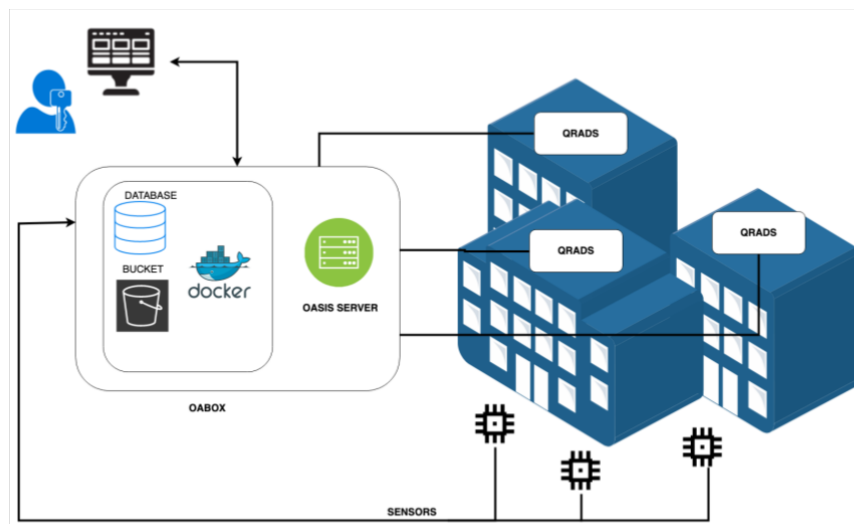 QRADS
DATABASE
QRADS
QRADS
BUCKET
docker
OASIS SERVER
OABOX
SENSORS